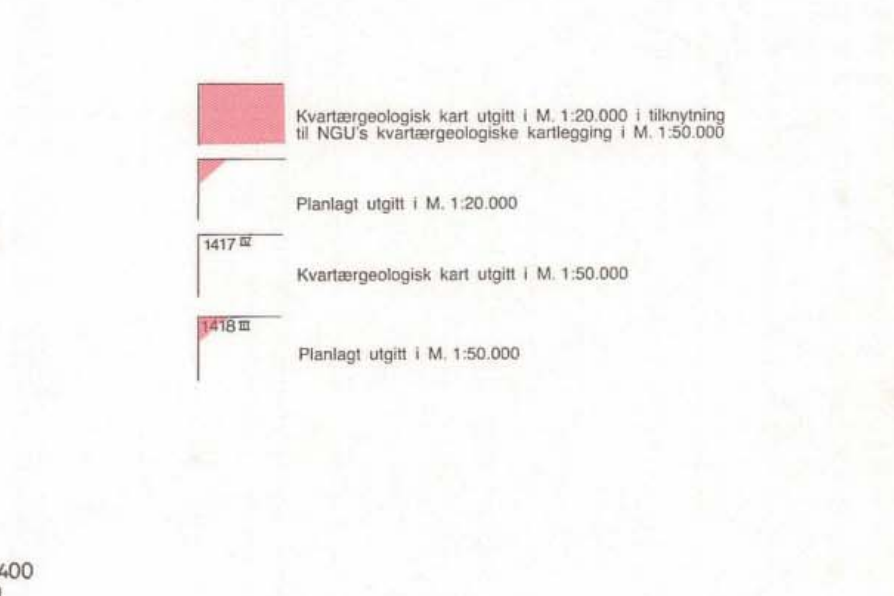 Kvartærgeologisk kart utgitt i M. 1:20.000 i tilknytning
til NGU's kvartærgeologiske kartlegging i M. 1:50.000
Planlagt utgitt i M. 1:20.000
1417 IV
Kvartærgeologisk kart utgitt i M. 1:50.000
1418 III
Planlagt utgitt i M. 1:50.000
400